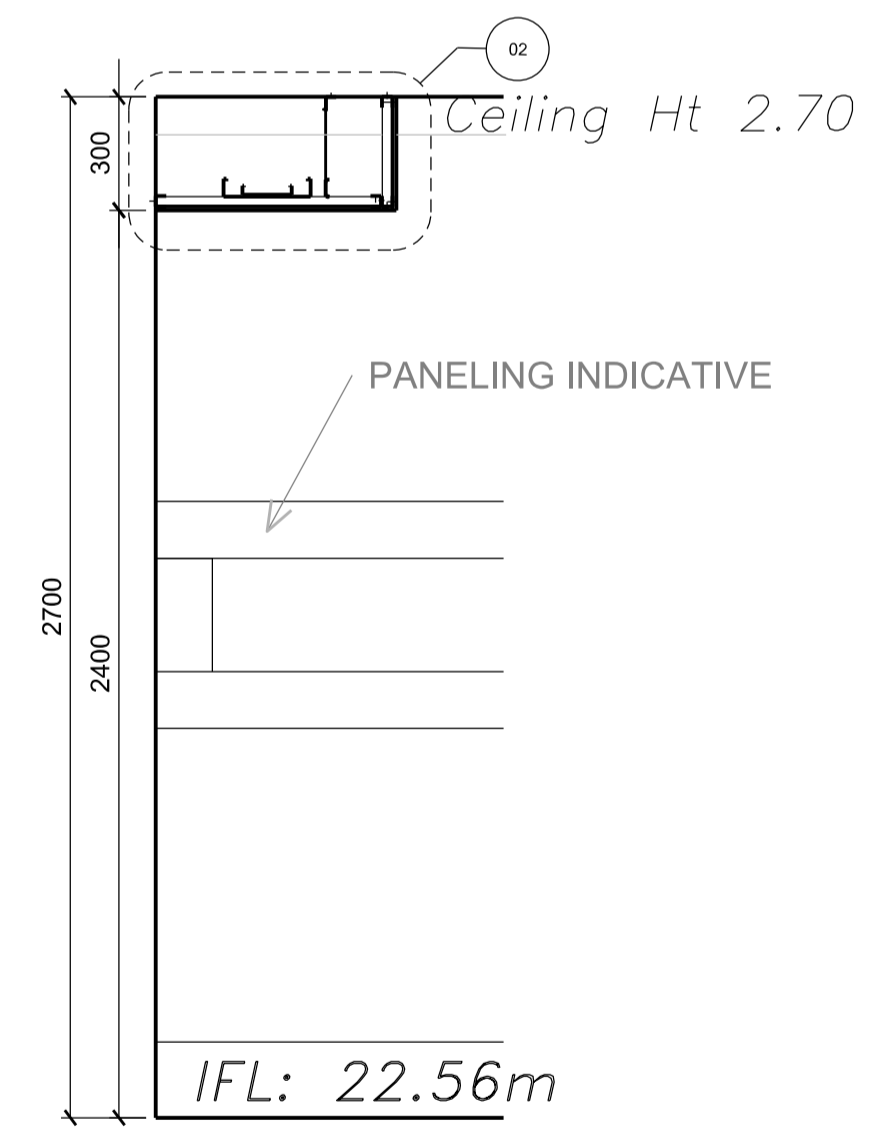 02
Ceiling Ht 2.70
300
PANELING INDICATIVE
2700
2400
IFL: 22.56m